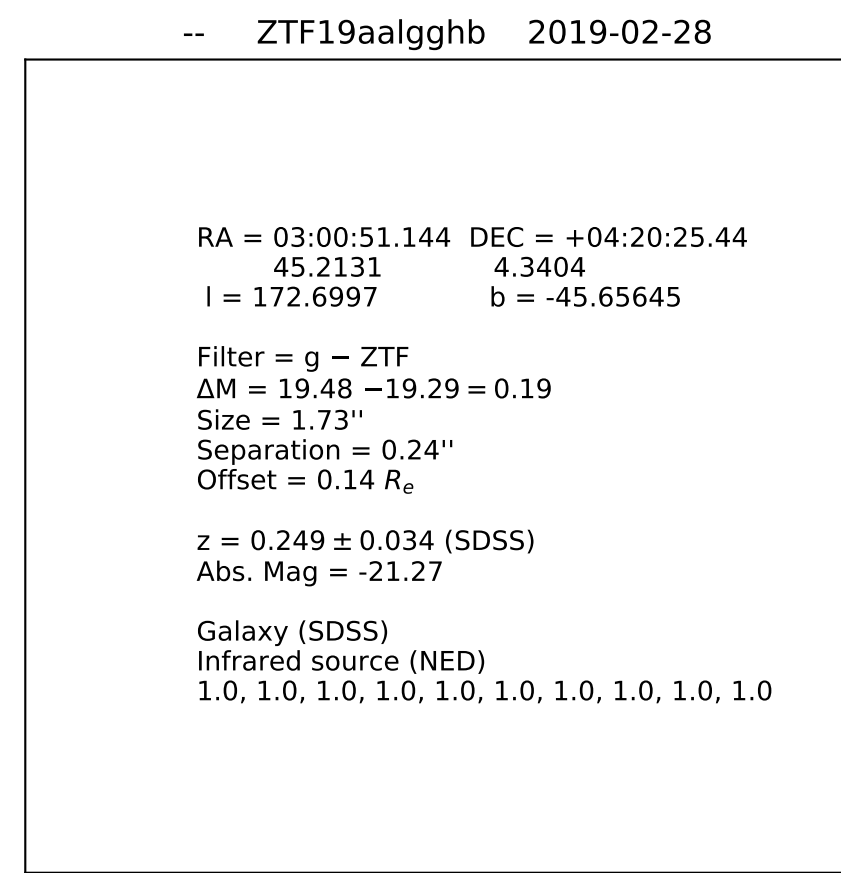 -- ZTF19aalgghb 2019-02-28
RA = 03:00:51.144 DEC = +04:20:25.44
45.2131 4.3404
l = 172.6997 b = -45.65645
Filter = g − ZTF
ΔM = 19.48 −19.29 = 0.19
Size = 1.73''
Separation = 0.24''
Offset = 0.14 Re
z = 0.249 ± 0.034 (SDSS)
Abs. Mag = -21.27
Galaxy (SDSS)
Infrared source (NED)
1.0, 1.0, 1.0, 1.0, 1.0, 1.0, 1.0, 1.0, 1.0, 1.0